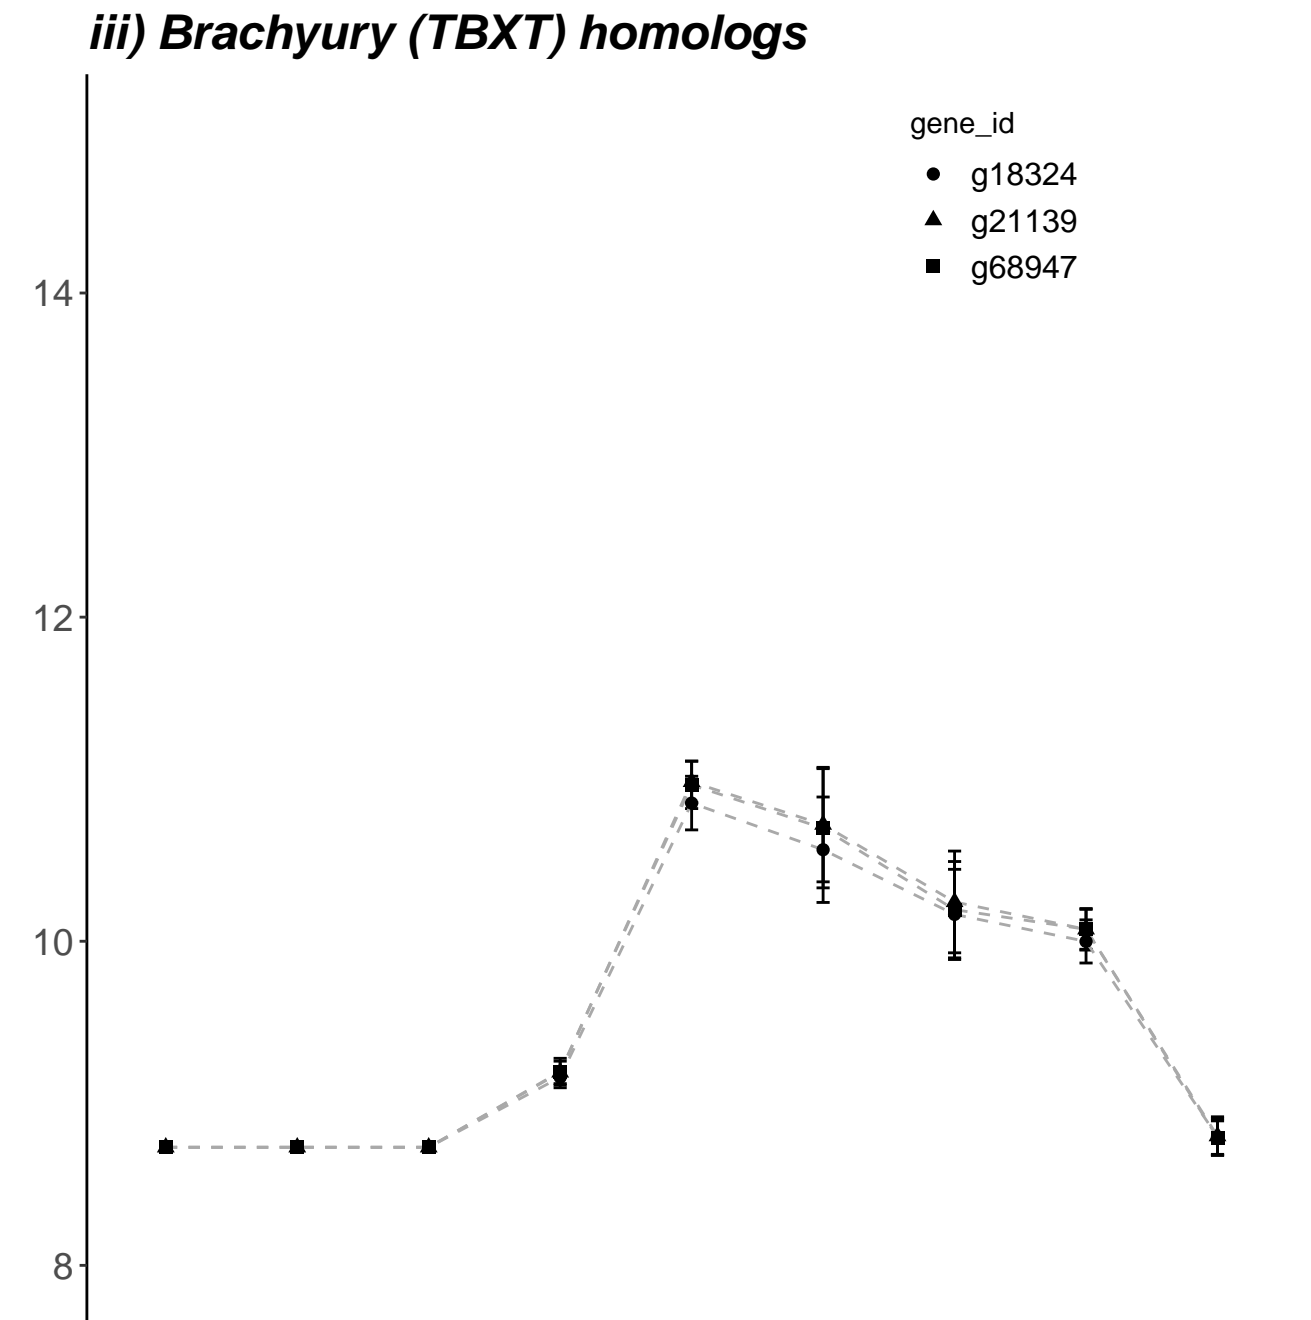 iii) Brachyury (TBXT) homologs
gene_id
g18324
g21139
g68947
14
12
10
8